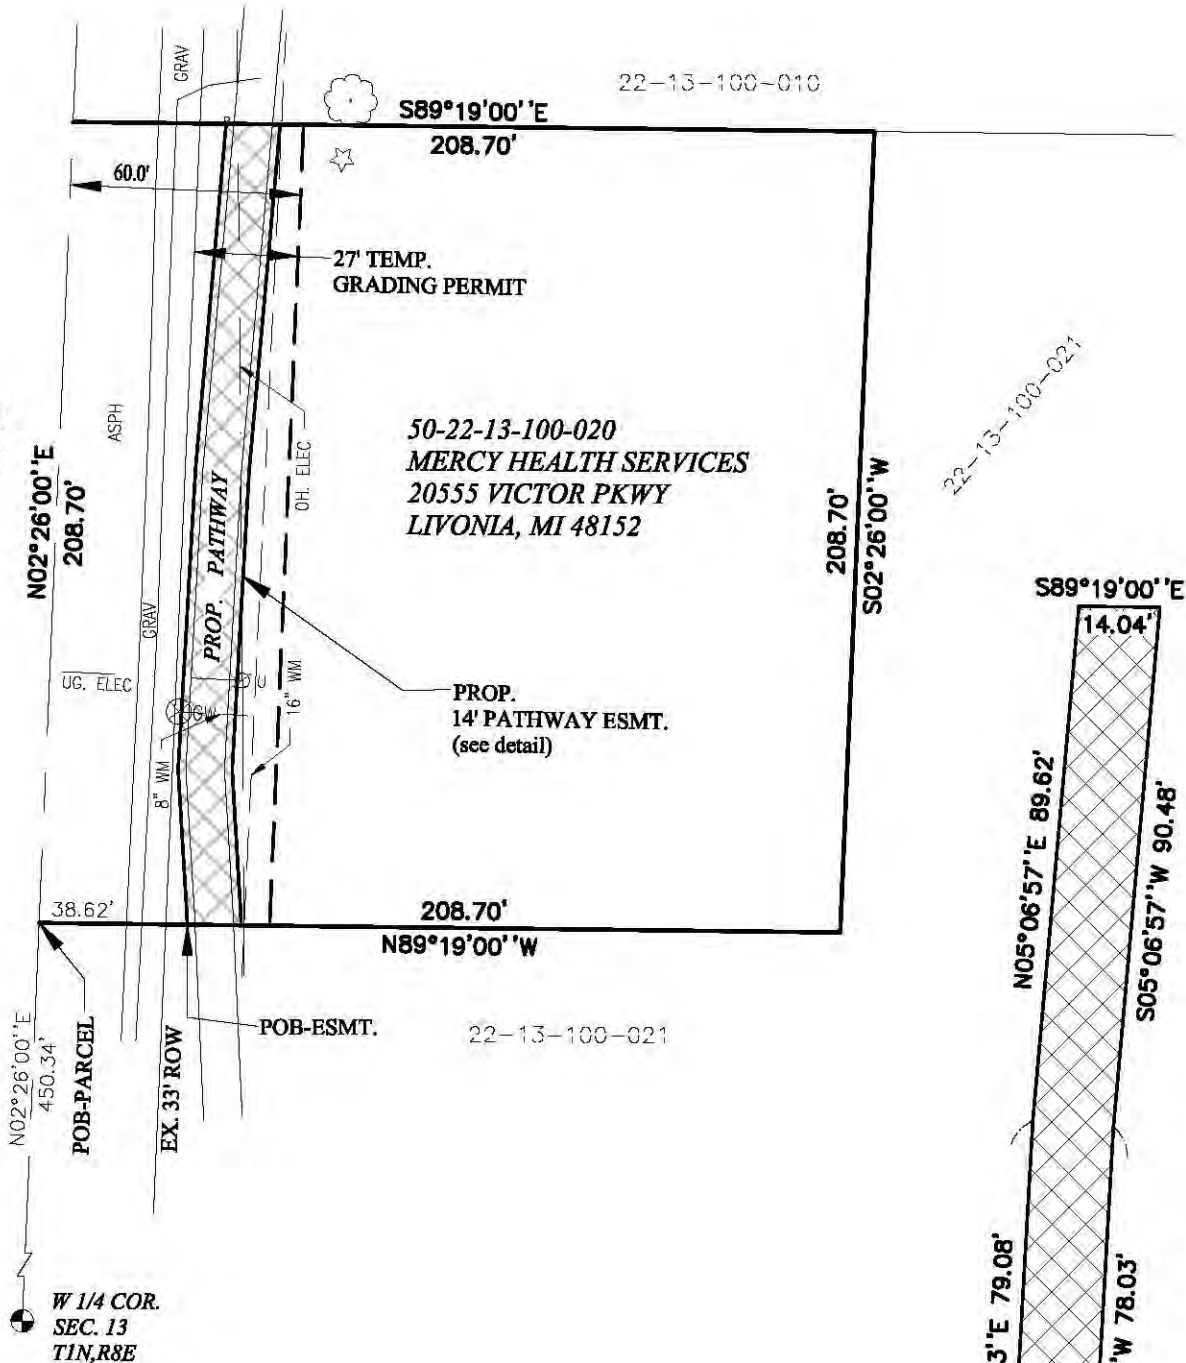 22-13-100-010
S89°19'00''E
208.70'
GRAV
60.0'
27' TEMP.
GRADING PERMIT
ASPH
N02°26'00''E
208.70'
OH. ELEC
50-22-13-100-020
MERCY HEALTH SERVICES
20555 VICTOR PKWY
LIVONIA, MI 48152
22-13-100-021
208.70'
S02°26'00''W
PROP. PATHWAY
GRAV
UG. ELEC
U
GW
8" WM
16" WM
PROP.
14' PATHWAY ESMT.
(see detail)
38.62'
208.70'
N89°19'00''W
POB-ESMT.
22-13-100-021
N02°26'00''E
450.34'
POB-PARCEL
EX. 33' ROW
W 1/4 COR.
SEC. 13
T1N,R8E
S89°19'00''E
14.04'
N05°06'57''E 89.62'
S05°06'57''W 90.48'
3''E 79.08'
''W 78.03'